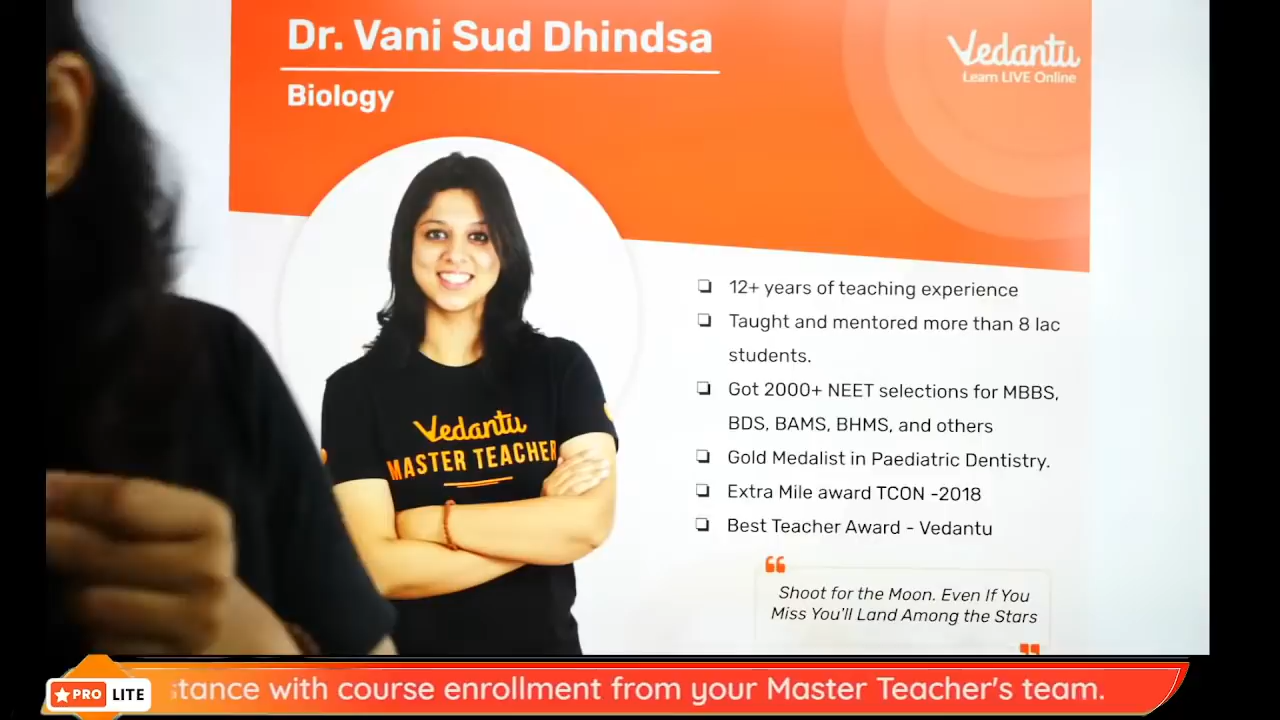 Dr. Vani Sud Dhindsa
Vedantu
Learn LIVE Online
Biology
Vedantu
MASTER TEACHER
12+ years of teaching experience
Taught and mentored more than 8 lac
students.
Got 2000+ NEET selections for MBBS,
BDS, BAMS, BHMS, and others
Gold Medalist in Paediatric Dentistry.
Extra Mile award TCON -2018
Best Teacher Award - Vedantu
“
Shoot for the Moon. Even If You
Miss You'll Land Among the Stars
”
PRO LITE
stance with course enrollment from your Master Teacher's team.